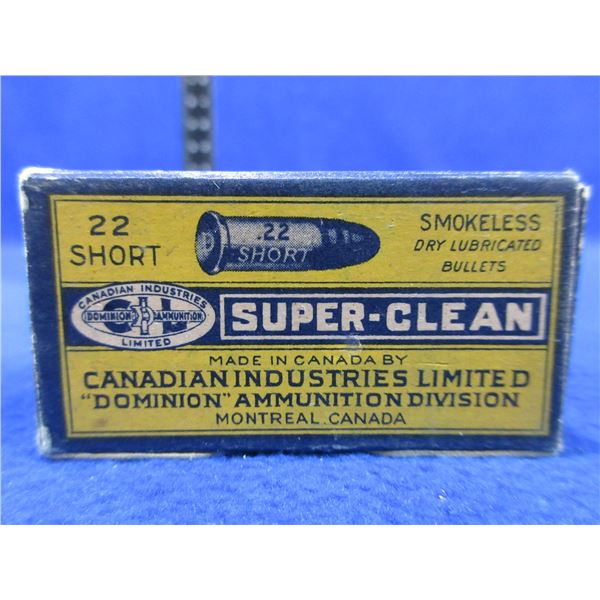 22
SHORT
D
.22
SHORT
SMOKELESS
DRY LUBRICATED
BULLETS
CANADIAN INDUSTRIES
DOMINION CIL AMMUNITION
LIMITED
SUPER-CLEAN
MADE IN CANADA BY
CANADIAN INDUSTRIES LIMITED
"DOMINION" AMMUNITION DIVISION
MONTREAL, CANADA